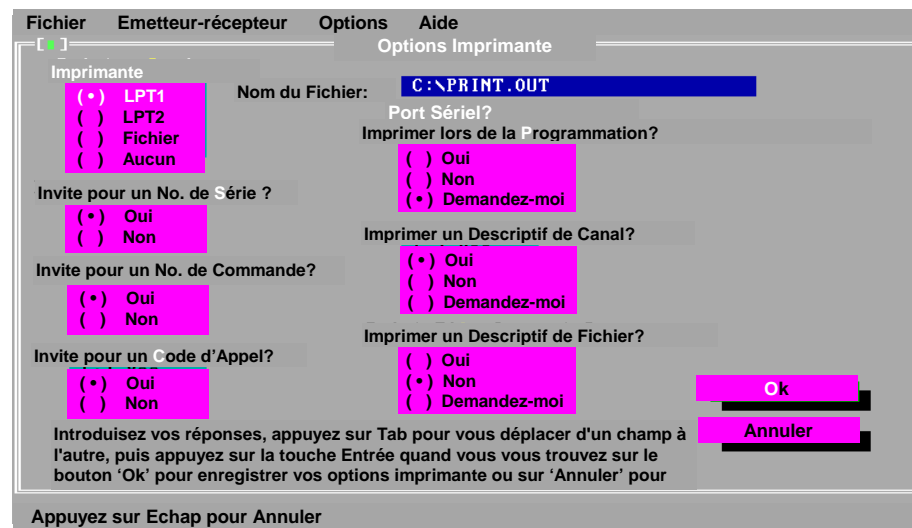 Fichier Emetteur-récepteur Options Aide
Options Imprimante
Imprimante
(•) LPT1
( ) LPT2
( ) Fichier
( ) Aucun
Nom du Fichier: C:\PRINT.OUT
Port Sériel?
Imprimer lors de la Programmation?
( ) Oui
( ) Non
(•) Demandez-moi
Invite pour un No. de Série ?
(•) Oui
( ) Non
Imprimer un Descriptif de Canal?
(•) Oui
( ) Non
( ) Demandez-moi
Invite pour un No. de Commande?
(•) Oui
( ) Non
Imprimer un Descriptif de Fichier?
( ) Oui
(•) Non
( ) Demandez-moi
Invite pour un Code d'Appel?
(•) Oui
( ) Non
Ok
Annuler
Introduisez vos réponses, appuyez sur Tab pour vous déplacer d'un champ à
l'autre, puis appuyez sur la touche Entrée quand vous vous trouvez sur le
bouton ‘Ok’ pour enregistrer vos options imprimante ou sur ‘Annuler’ pour
Appuyez sur Echap pour Annuler